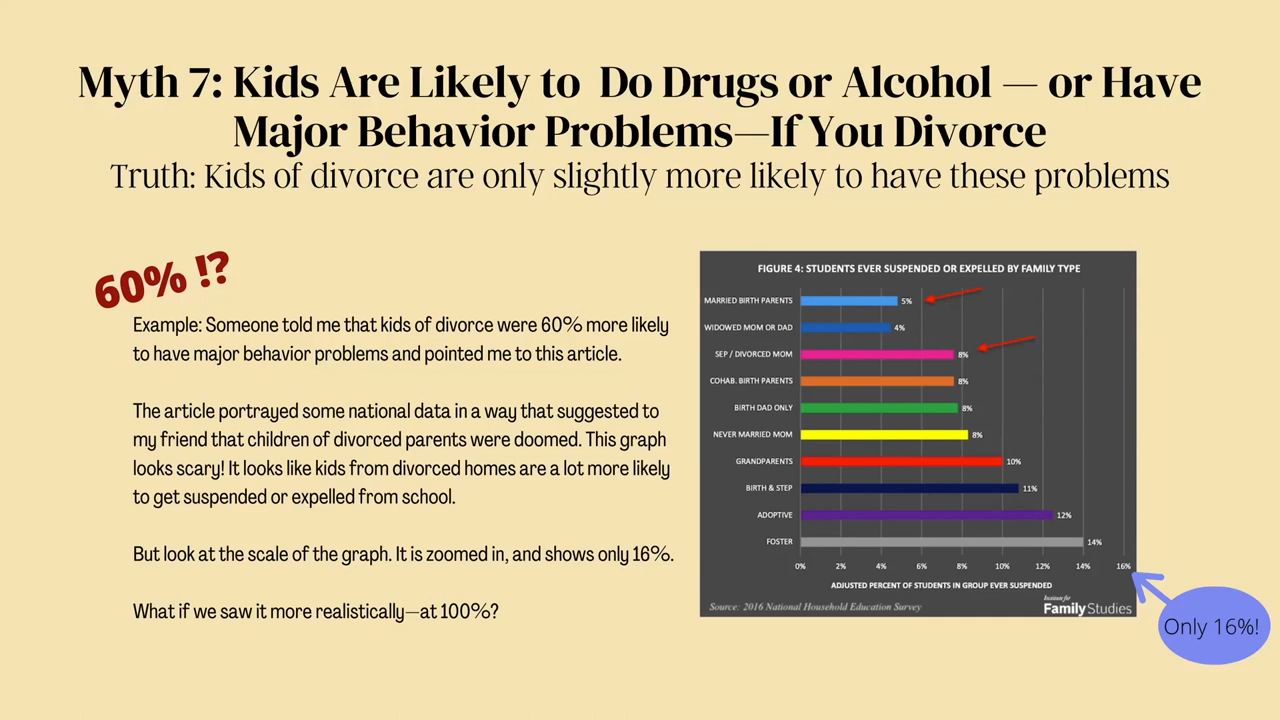 Myth 7: Kids Are Likely to Do Drugs or Alcohol — or Have
Major Behavior Problems—If You Divorce
Truth: Kids of divorce are only slightly more likely to have these problems
60% !?
Example: Someone told me that kids of divorce were 60% more likely
to have major behavior problems and pointed me to this article.
The article portrayed some national data in a way that suggested to
my friend that children of divorced parents were doomed. This graph
looks scary! It looks like kids from divorced homes are a lot more likely
to get suspended or expelled from school.
But look at the scale of the graph. It is zoomed in, and shows only 16%.
What if we saw it more realistically—at 100%?
FIGURE 4: STUDENTS EVER SUSPENDED OR EXPELLED BY FAMILY TYPE
MARRIED BIRTH PARENTS 5%
WIDOWED MOM OR DAD 4%
SEP / DIVORCED MOM 8%
COHAB. BIRTH PARENTS 8%
BIRTH DAD ONLY 8%
NEVER MARRIED MOM 8%
GRANDPARENTS 10%
BIRTH & STEP 11%
ADOPTIVE 12%
FOSTER 14%
0% 2% 4% 6% 8% 10% 12% 14% 16%
ADJUSTED PERCENT OF STUDENTS IN GROUP EVER SUSPENDED
Source: 2016 National Household Education Survey
Institute for
FamilyStudies
Only 16%!